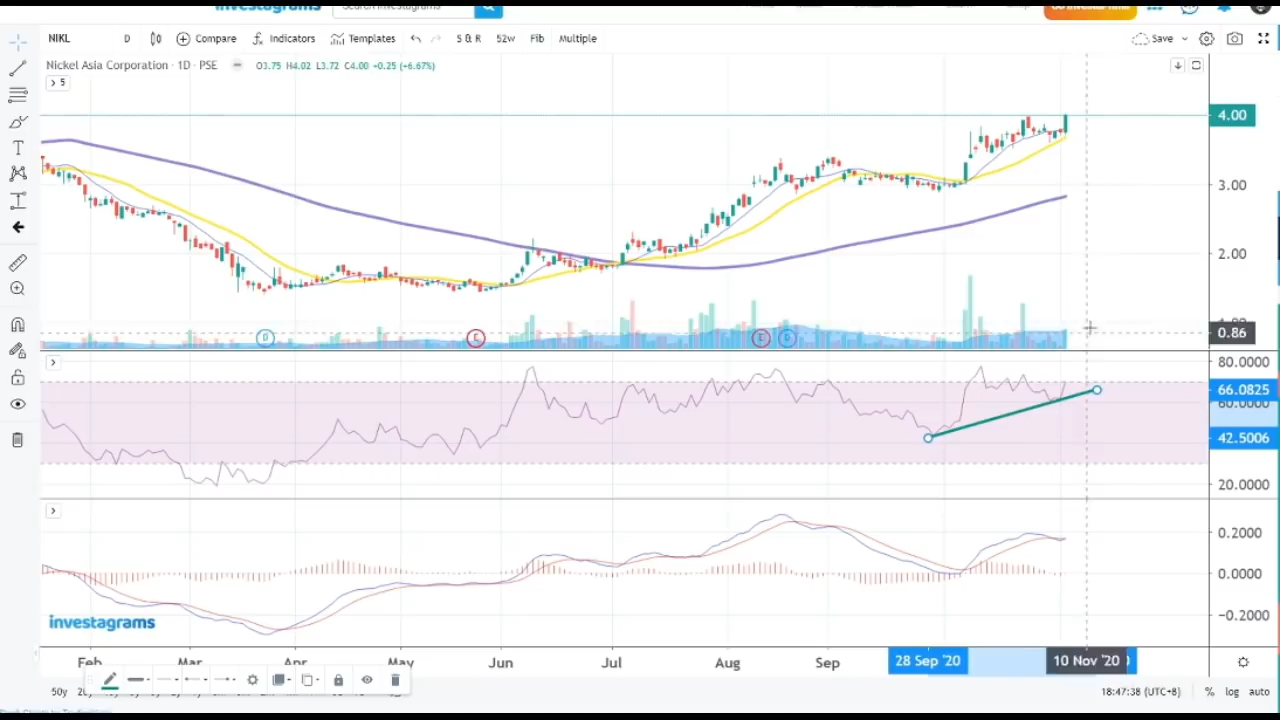 investagrams
NIKL D Compare Indicators Templates S & R 52w Fib Multiple Save
Nickel Asia Corporation · 1D · PSE O3.75 H4.02 L3.72 C4.00 +0.25 (+6.67%)
5
4.00
3.00
2.00
0.86
D E E D
80.0000
66.0825
60.0000
42.5006
20.0000
0.2000
0.0000
−0.2000
investagrams
Feb Mar Apr May Jun Jul Aug Sep 28 Sep '20 10 Nov '20
50y 18:47:38 (UTC+8) % log auto